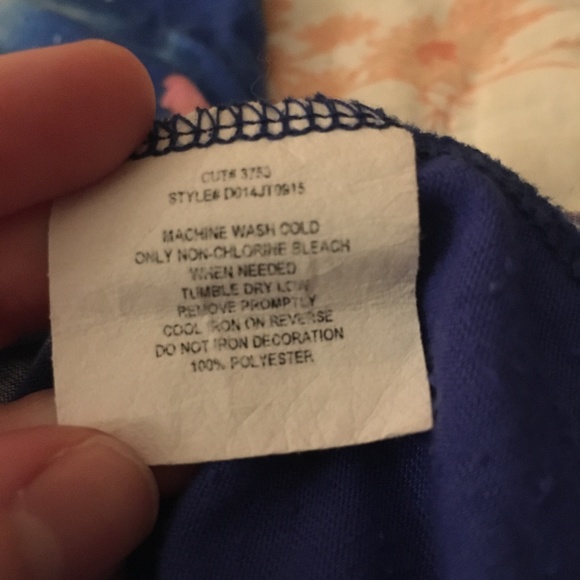 CUT# 3753
STYLE# D014JT0915
MACHINE WASH COLD
ONLY NON-CHLORINE BLEACH
WHEN NEEDED
TUMBLE DRY LOW
REMOVE PROMPTLY
COOL IRON ON REVERSE
DO NOT IRON DECORATION
100% POLYESTER